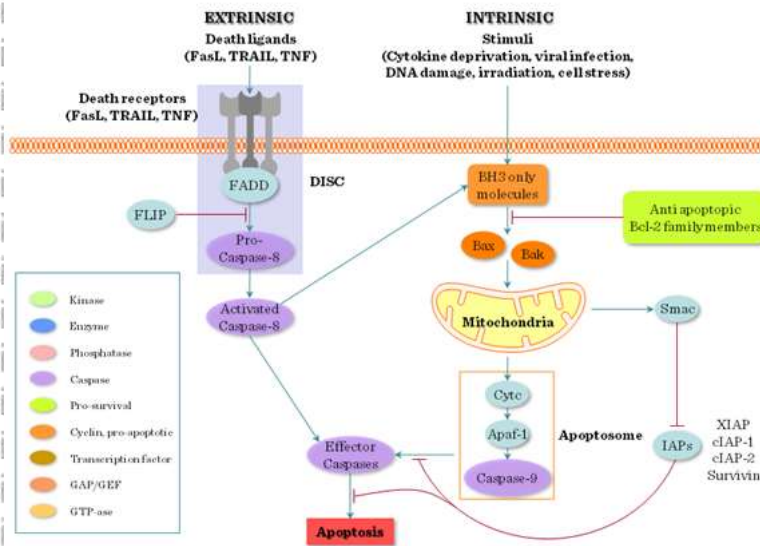 EXTRINSIC
Death ligands
(FasL, TRAIL, TNF)
INTRINSIC
Stimuli
(Cytokine deprivation, viral infection,
DNA damage, irradiation, cell stress)
Death receptors
(FasL, TRAIL, TNF)
FADD
DISC
FLIP
Pro-
Caspase-8
Activated
Caspase-8
BH3 only
molecules
Anti apoptopic
Bcl-2 family members
Bax
Bak
Mitochondria
Smac
Cytc
Apaf-1
Caspase-9
Apoptosome
IAPs
XIAP
cIAP-1
cIAP-2
Survivin
Effector
Caspases
Apoptosis
Kinase
Enzyme
Phosphatase
Caspase
Pro-survival
Cyclin, pro-apoptotic
Transcription factor
GAP/GEF
GTP-ase